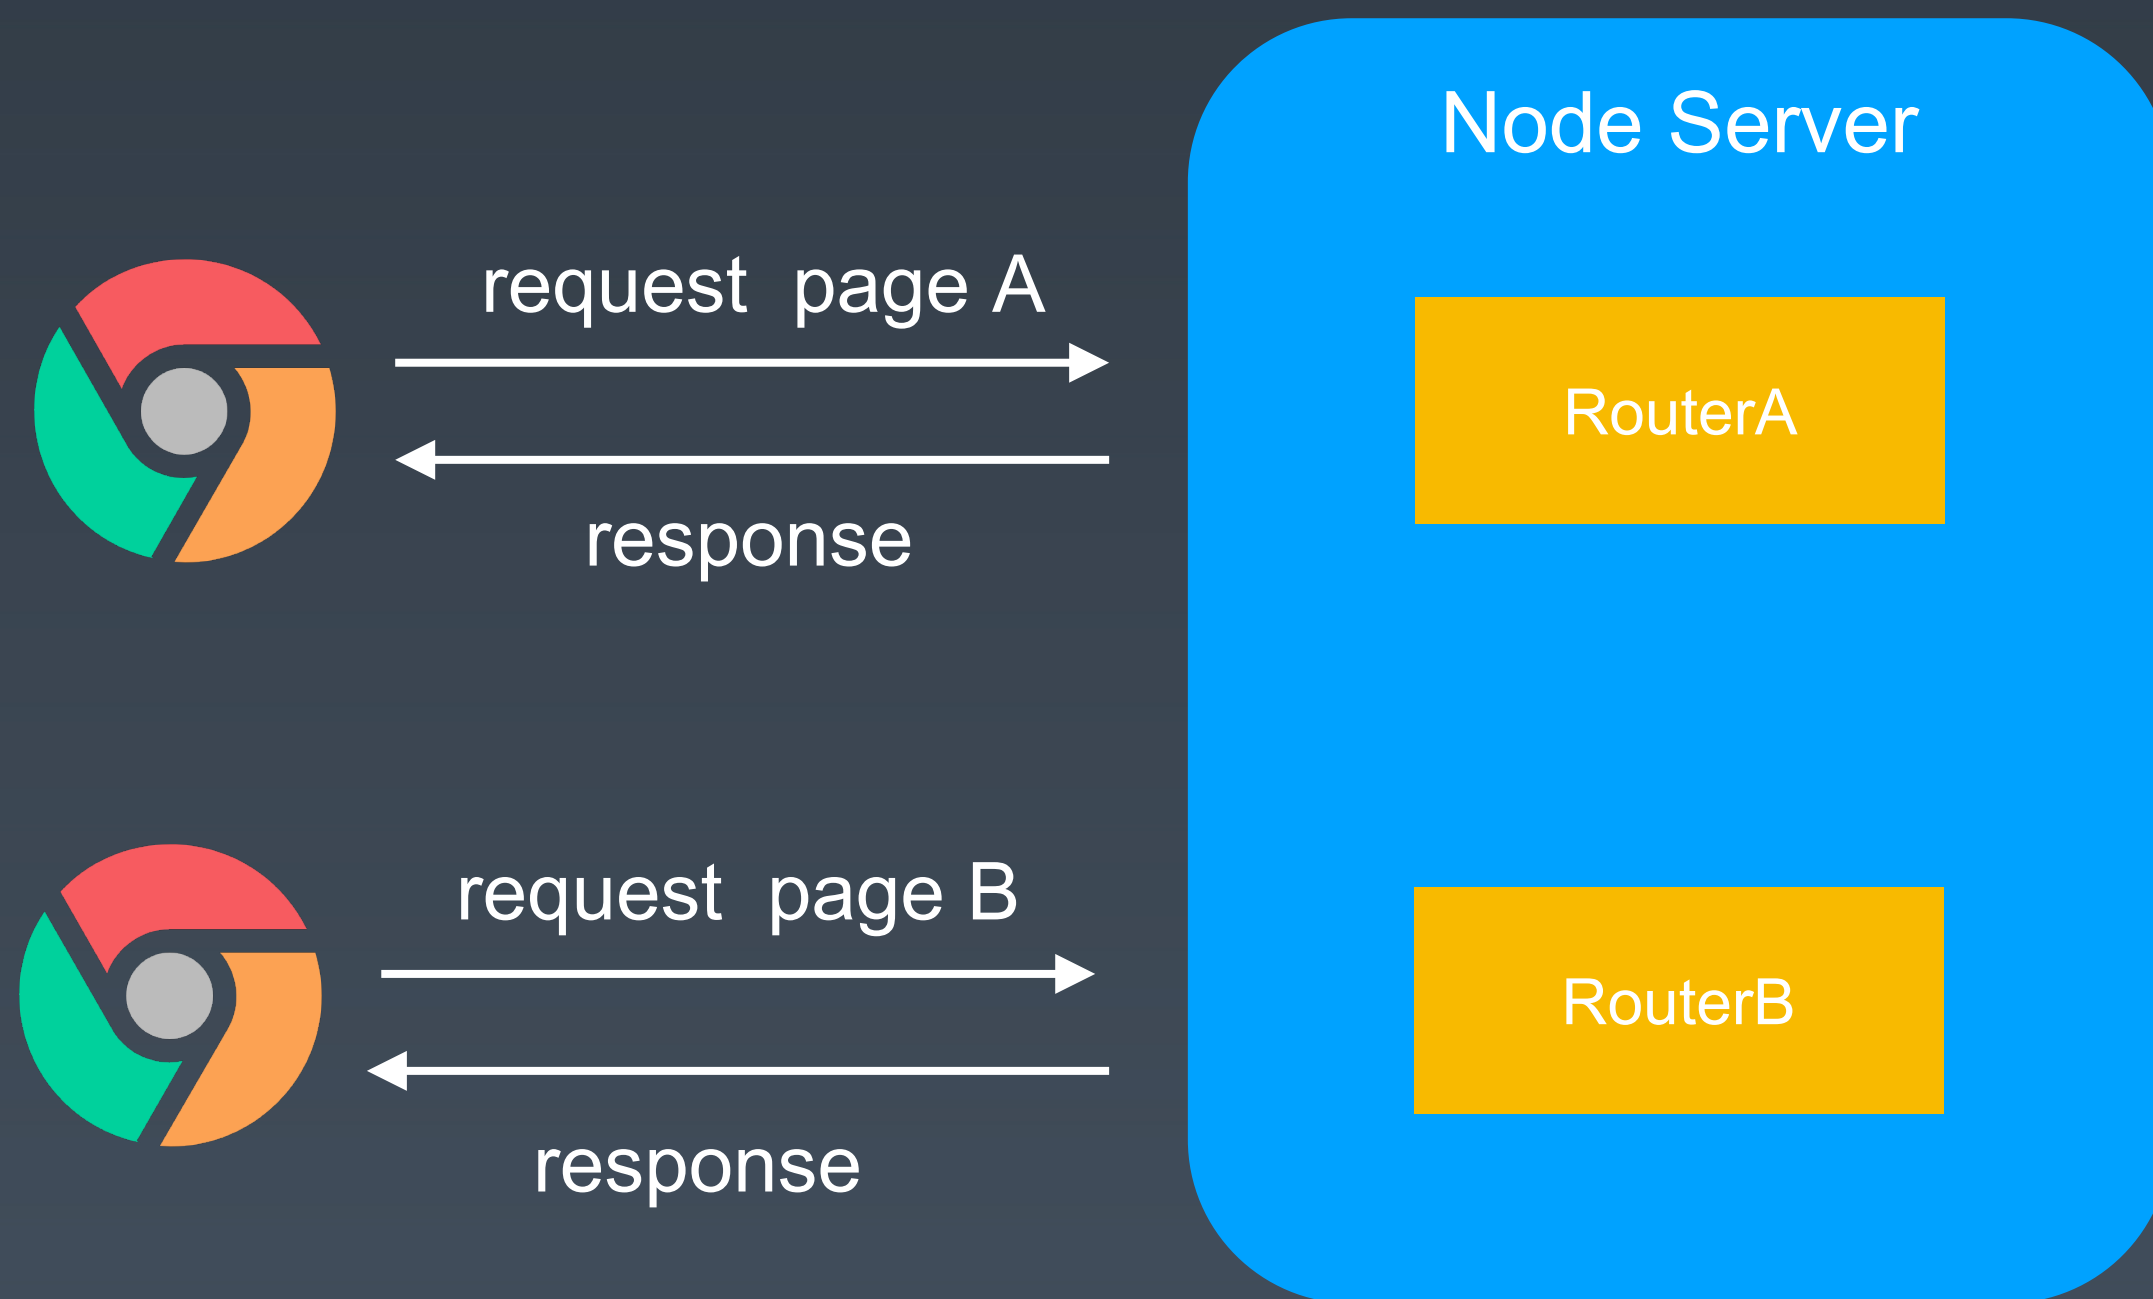 Node Server
request  page A
RouterA
response
request  page B
RouterB
response